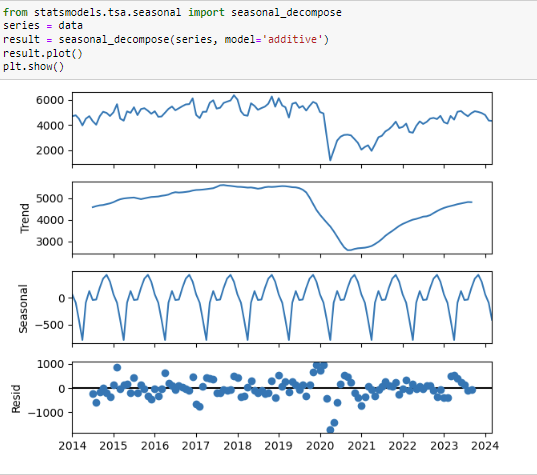 from statsmodels.tsa.seasonal import seasonal_decompose
series = data
result = seasonal_decompose(series, model='additive')
result.plot()
plt.show()
6000
4000
2000
5000
4000
3000
Trend
0
−500
Seasonal
1000
0
−1000
Resid
2014 2015 2016 2017 2018 2019 2020 2021 2022 2023 2024